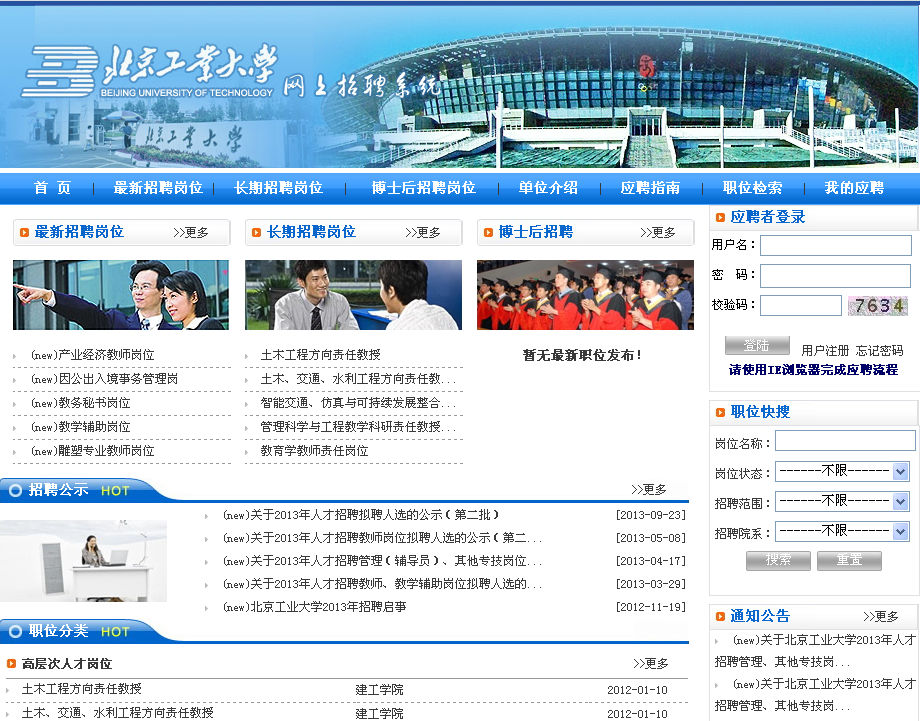 北京工业大学
BEIJING UNIVERSITY OF TECHNOLOGY
网上招聘系统
北京工业大学
首 页 最新招聘岗位 长期招聘岗位 博士后招聘岗位 单位介绍 应聘指南 职位检索 我的应聘
最新招聘岗位 >>更多
(new)产业经济教师岗位
(new)因公出入境事务管理岗
(new)教务秘书岗位
(new)教学辅助岗位
(new)雕塑专业教师岗位
长期招聘岗位 >>更多
土木工程方向责任教授
土木、交通、水利工程方向责任教...
智能交通、仿真与可持续发展整合...
管理科学与工程教学科研责任教授...
教育学教师责任岗位
博士后招聘 >>更多
暂无最新职位发布！
应聘者登录
用户名：
密 码：
校验码： 7634
登陆 用户注册 忘记密码
请使用IE浏览器完成应聘流程
职位快搜
岗位名称：
岗位状态： ------不限------
招聘范围： ------不限------
招聘院系： ------不限------
搜索 重置
招聘公示 HOT >>更多
(new)关于2013年人才招聘拟聘人选的公示（第二批） [2013-09-23]
(new)关于2013年人才招聘教师岗位拟聘人选的公示（第二... [2013-05-08]
(new)关于2013年人才招聘管理（辅导员）、其他专技岗位... [2013-04-17]
(new)关于2013年人才招聘教师、教学辅助岗位拟聘人选的... [2013-03-29]
(new)北京工业大学2013年招聘启事 [2012-11-19]
职位分类 HOT
高层次人才岗位 >>更多
土木工程方向责任教授 建工学院 2012-01-10
土木、交通、水利工程方向责任教授 建工学院 2012-01-10
通知公告 >>更多
(new)关于北京工业大学2013年人才
招聘管理、其他专技岗...
(new)关于北京工业大学2013年人才
招聘管理、其他专技岗...